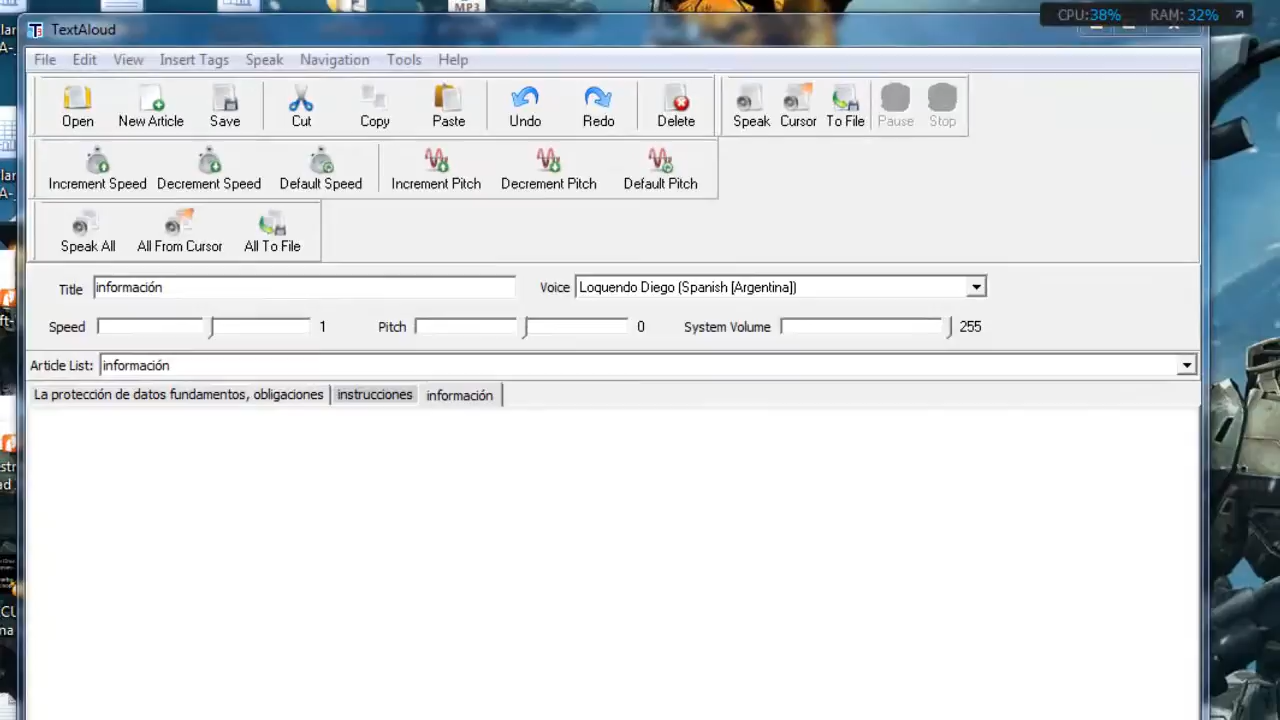 MP3
CPU:38% RAM: 32%
TextAloud
File Edit View Insert Tags Speak Navigation Tools Help
Open New Article Save Cut Copy Paste Undo Redo Delete Speak Cursor To File Pause Stop
Increment Speed Decrement Speed Default Speed Increment Pitch Decrement Pitch Default Pitch
Speak All All From Cursor All To File
Title información Voice Loquendo Diego (Spanish [Argentina])
Speed 1 Pitch 0 System Volume 255
Article List: información
La protección de datos fundamentos, obligaciones instrucciones información